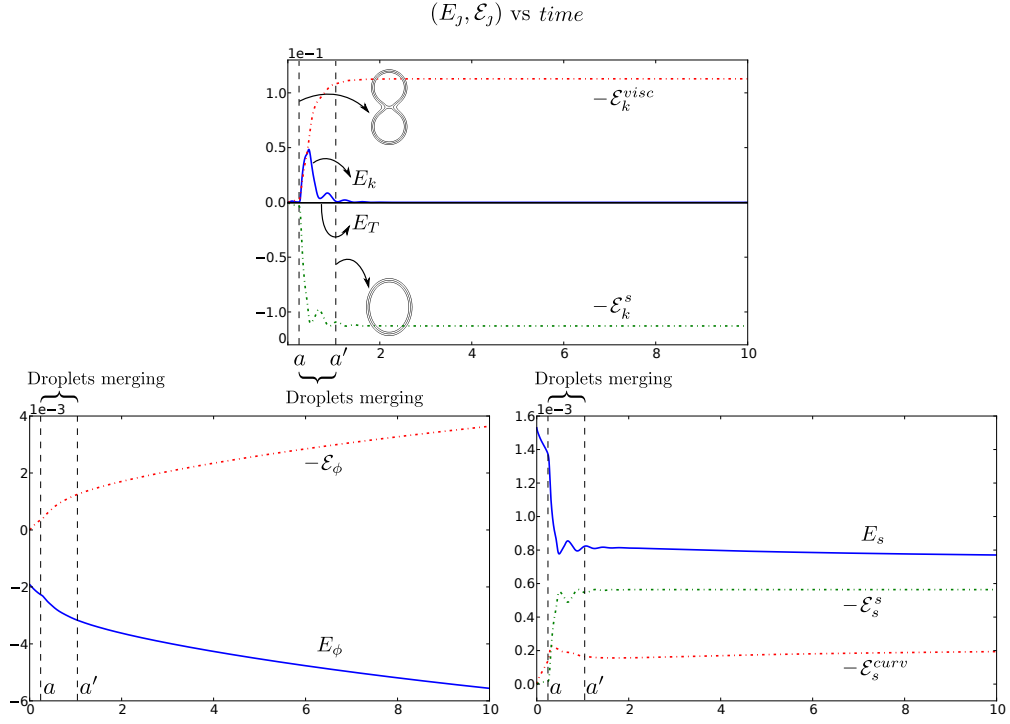 (E_J, ℰ_J) vs time
1e−1
1.0
0.5
0.0
−0.5
−1.0
0
−ℰ_k^{visc}
E_k
E_T
−ℰ_k^s
2 4 6 8 10
a a′
Droplets merging
Droplets merging
1e−3
4
2
0
−2
−4
−6
−ℰ_ϕ
E_ϕ
a a′
0 2 4 6 8 10
Droplets merging
1e−3
1.6
1.4
1.2
1.0
0.8
0.6
0.4
0.2
0.0
E_s
−ℰ_s^s
−ℰ_s^{curv}
a a′
0 2 4 6 8 10